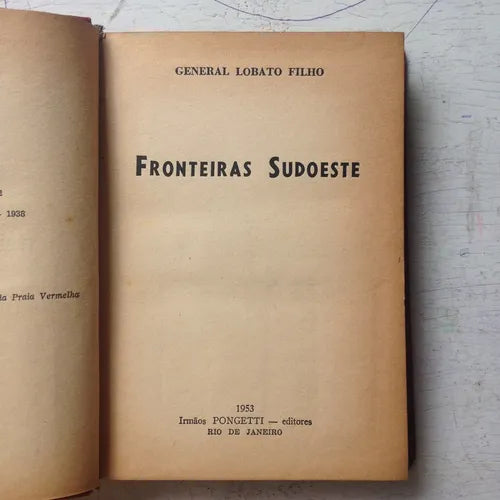 - 1938
da Praia Vermelha
GENERAL LOBATO FILHO
FRONTEIRAS SUDOESTE
1953
Irmãos PONGETTI — editores
RIO DE JANEIRO